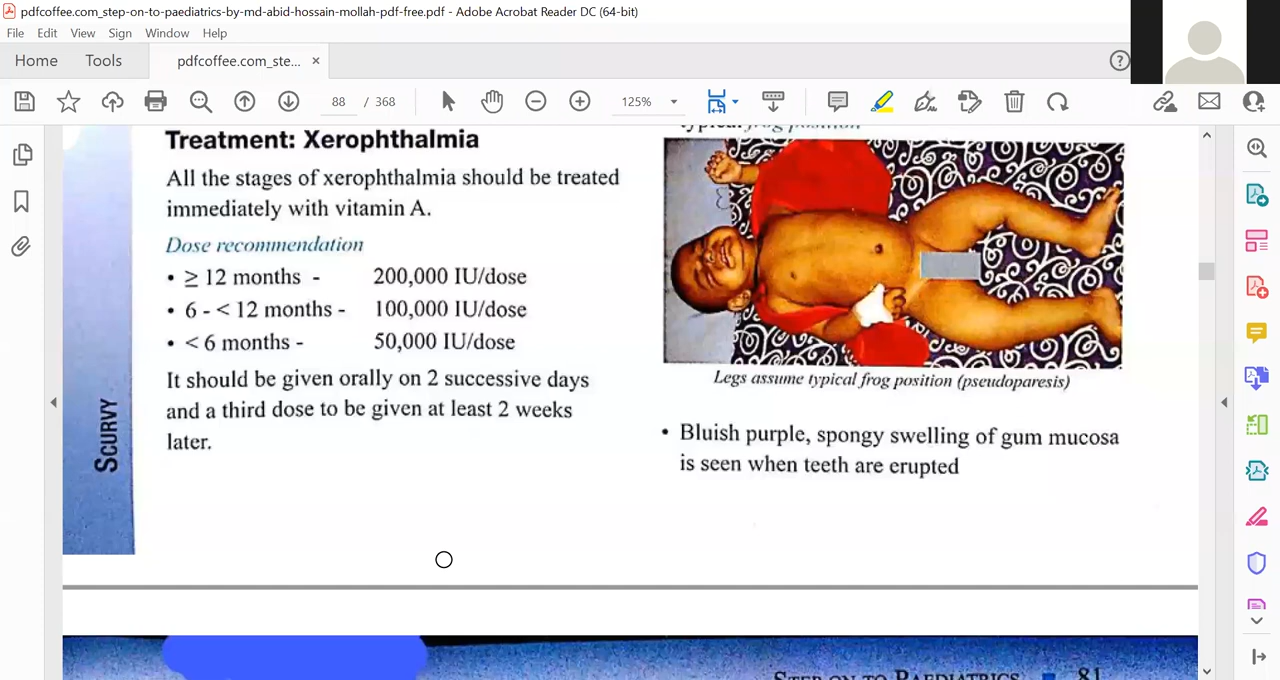 pdfcoffee.com_step-on-to-paediatrics-by-md-abid-hossain-mollah-pdf-free.pdf - Adobe Acrobat Reader DC (64-bit)
File Edit View Sign Window Help
Home Tools pdfcoffee.com_ste... ×
88 / 368 125%
Treatment: Xerophthalmia
All the stages of xerophthalmia should be treated
immediately with vitamin A.
Dose recommendation
• ≥ 12 months - 200,000 IU/dose
• 6 - < 12 months - 100,000 IU/dose
• < 6 months - 50,000 IU/dose
It should be given orally on 2 successive days
and a third dose to be given at least 2 weeks
later.
SCURVY
typical frog position
Legs assume typical frog position (pseudoparesis)
• Bluish purple, spongy swelling of gum mucosa
is seen when teeth are erupted
STEP ON TO PAEDIATRICS ■ 81